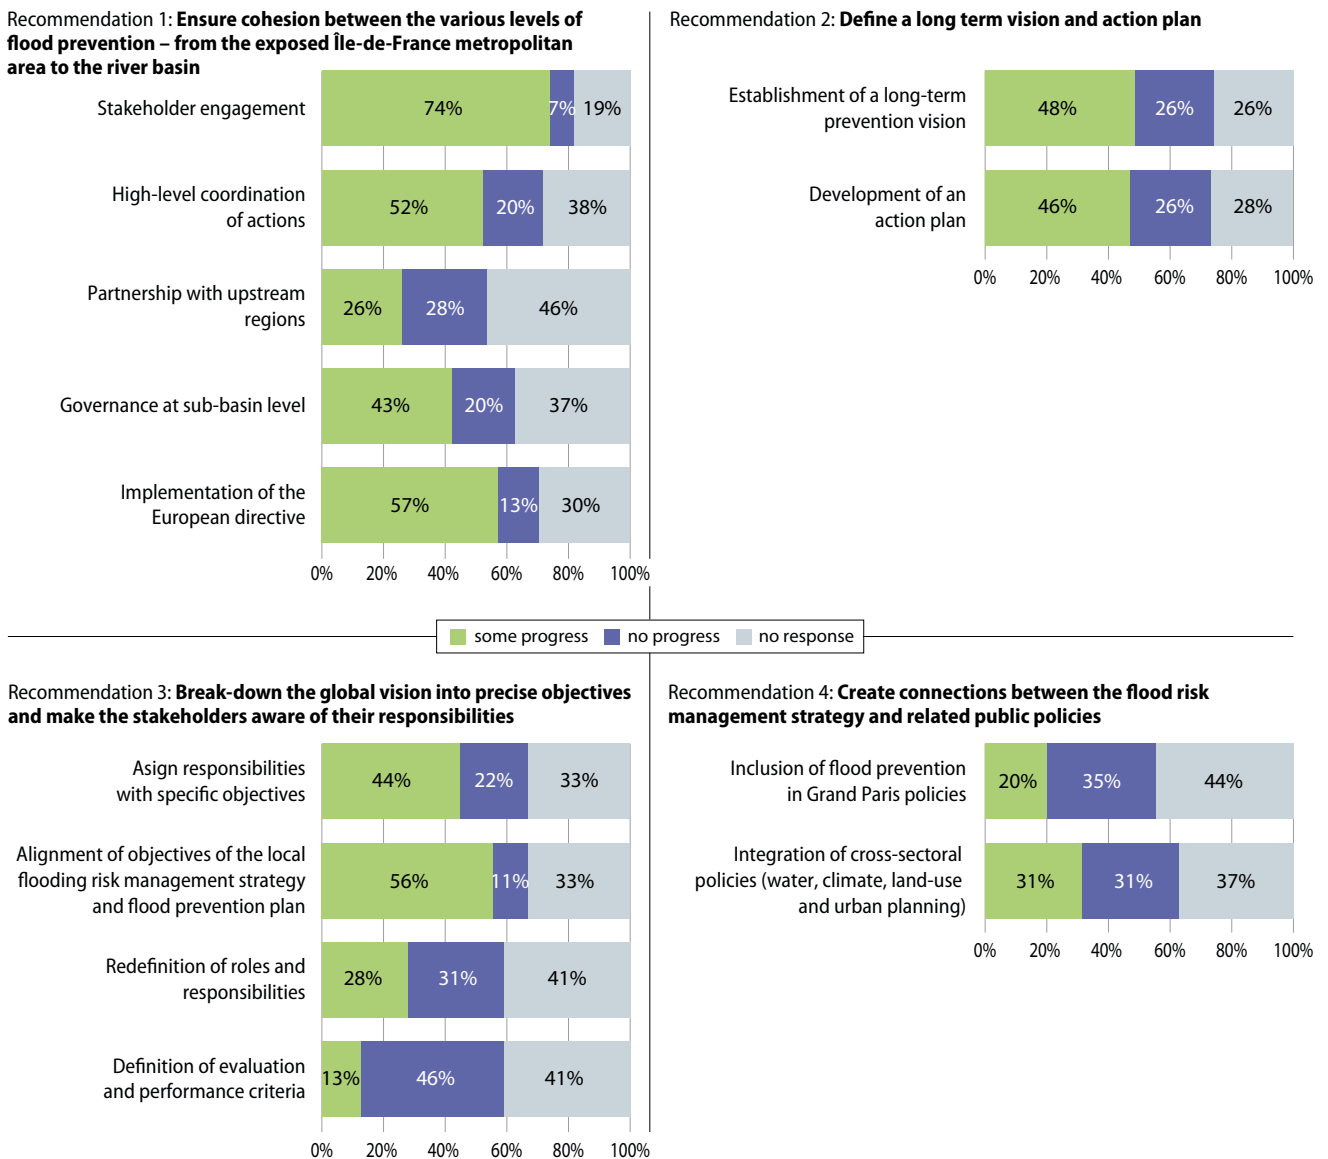 Recommendation 1: Ensure cohesion between the various levels of
flood prevention – from the exposed Île-de-France metropolitan
area to the river basin
Stakeholder engagement
74% 7% 19%
High-level coordination
of actions
52% 20% 38%
Partnership with upstream
regions
26% 28% 46%
Governance at sub-basin level
43% 20% 37%
Implementation of the
European directive
57% 13% 30%
0% 20% 40% 60% 80% 100%
Recommendation 2: Define a long term vision and action plan
Establishment of a long-term
prevention vision
48% 26% 26%
Development of an
action plan
46% 26% 28%
0% 20% 40% 60% 80% 100%
some progress no progress no response
Recommendation 3: Break-down the global vision into precise objectives
and make the stakeholders aware of their responsibilities
Asign responsibilities
with specific objectives
44% 22% 33%
Alignment of objectives of the local
flooding risk management strategy
and flood prevention plan
56% 11% 33%
Redefinition of roles and
responsibilities
28% 31% 41%
Definition of evaluation
and performance criteria
13% 46% 41%
0% 20% 40% 60% 80% 100%
Recommendation 4: Create connections between the flood risk
management strategy and related public policies
Inclusion of flood prevention
in Grand Paris policies
20% 35% 44%
Integration of cross-sectoral
policies (water, climate, land-use
and urban planning)
31% 31% 37%
0% 20% 40% 60% 80% 100%